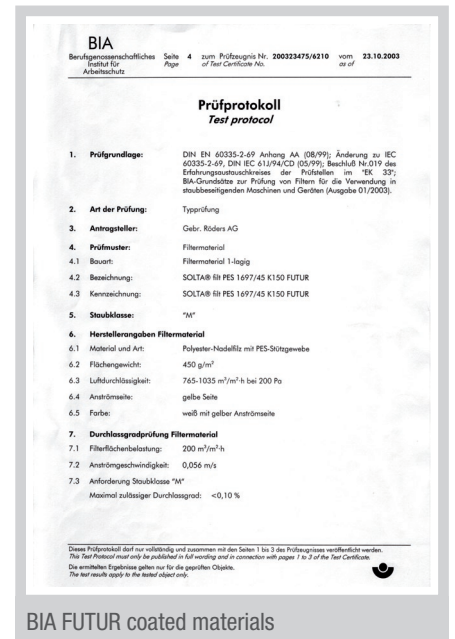 BIA
Berufsgenossenschaftliches Seite 4 zum Prüfzeugnis Nr. 200323475/6210 vom 23.10.2003
Institut für Page of Test Certificate No. as of
Arbeitsschutz
Prüfprotokoll
Test protocol
1. Prüfgrundlage: DIN EN 60335-2-69 Anhang AA (08/99); Änderung zu IEC
60335-2-69, DIN IEC 61J/94/CD (05/99); Beschluß Nr.019 des
Erfahrungsaustauschkreises der Prüfstellen im "EK 33";
BIA-Grundsätze zur Prüfung von Filtern für die Verwendung in
staubbeseitigenden Maschinen und Geräten (Ausgabe 01/2003).
2. Art der Prüfung: Typprüfung
3. Antragsteller: Gebr. Röders AG
4. Prüfmuster: Filtermaterial
4.1 Bauart: Filtermaterial 1-lagig
4.2 Bezeichnung: SOLTA® filt PES 1697/45 K150 FUTUR
4.3 Kennzeichnung: SOLTA® filt PES 1697/45 K150 FUTUR
5. Staubklasse: "M"
6. Herstellerangaben Filtermaterial
6.1 Material und Art: Polyester-Nadelfilz mit PES-Stützgewebe
6.2 Flächengewicht: 450 g/m²
6.3 Luftdurchlässigkeit: 765-1035 m³/m²·h bei 200 Pa
6.4 Anströmseite: gelbe Seite
6.5 Farbe: weiß mit gelber Anströmseite
7. Durchlassgradprüfung Filtermaterial
7.1 Filterflächenbelastung: 200 m³/m²·h
7.2 Anströmgeschwindigkeit: 0,056 m/s
7.3 Anforderung Staubklasse "M"
Maximal zulässiger Durchlassgrad: <0,10 %
Dieses Prüfprotokoll darf nur vollständig und zusammen mit den Seiten 1 bis 3 des Prüfzeugnisses veröffentlicht werden.
This Test Protocol must only be published in full wording and in connection with pages 1 to 3 of the Test Certificate.
Die ermittelten Ergebnisse gelten nur für die geprüften Objekte.
The test results apply to the tested object only.
BIA FUTUR coated materials